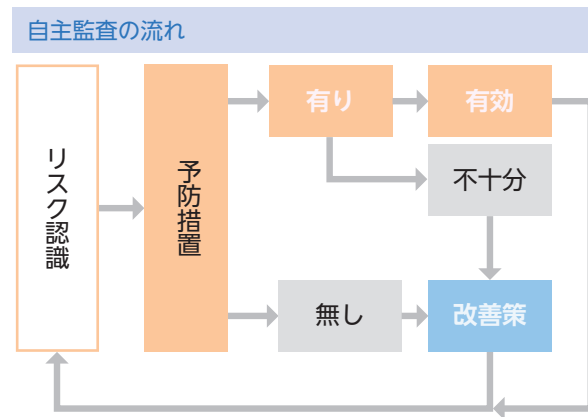 自主監査の流れ
リスク認識
予防措置
有り
有効
不十分
無し
改善策